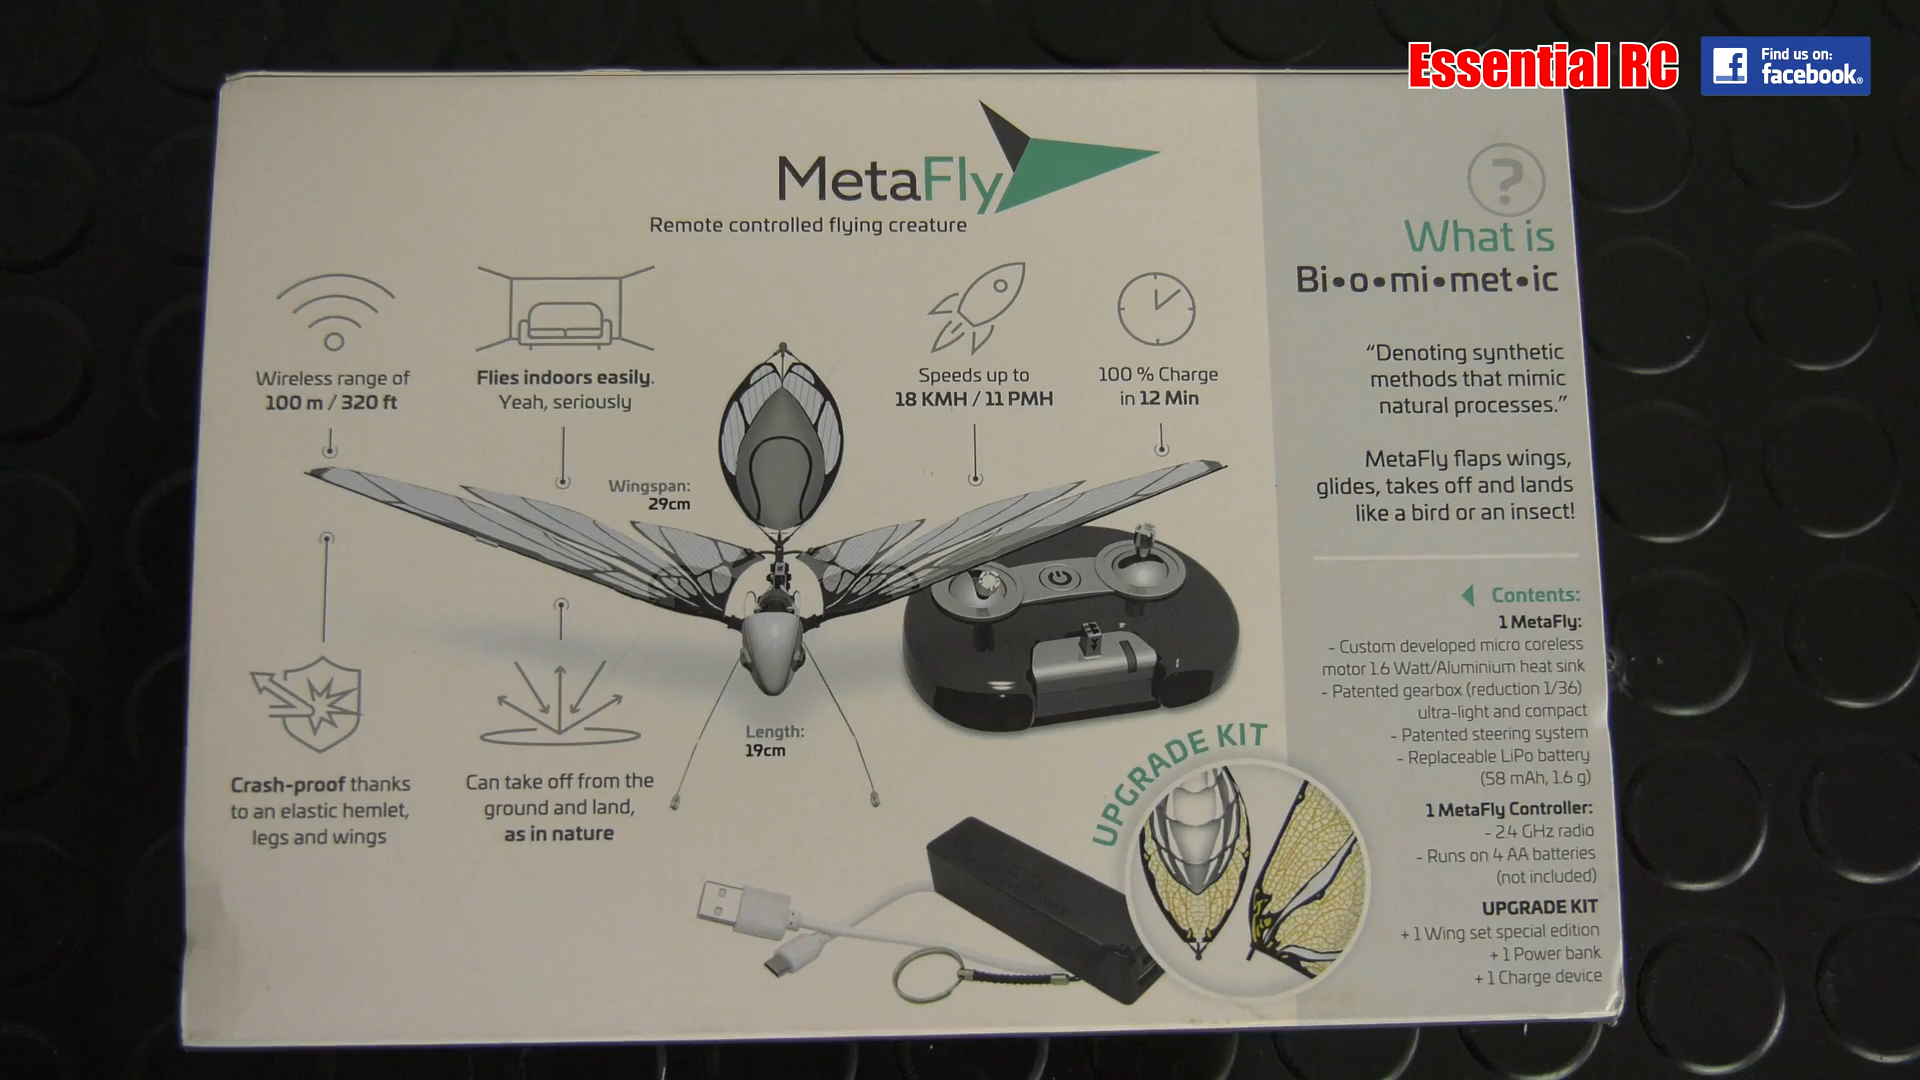 Essential RC
Find us on:
facebook.
MetaFly
Remote controlled flying creature
Wireless range of
100 m / 320 ft
Flies indoors easily.
Yeah, seriously
Speeds up to
18 KMH / 11 PMH
100 % Charge
in 12 Min
Wingspan:
29cm
Length:
19cm
Crash-proof thanks
to an elastic hemlet,
legs and wings
Can take off from the
ground and land,
as in nature
UPGRADE KIT
?
What is
Bi•o•mi•met•ic
“Denoting synthetic
methods that mimic
natural processes.”
MetaFly flaps wings,
glides, takes off and lands
like a bird or an insect!
Contents:
1 MetaFly:
- Custom developed micro coreless
motor 1.6 Watt/Aluminium heat sink
- Patented gearbox (reduction 1/36)
ultra-light and compact
- Patented steering system
- Replaceable LiPo battery
(58 mAh, 1.6 g)
1 MetaFly Controller:
- 2.4 GHz radio
- Runs on 4 AA batteries
(not included)
UPGRADE KIT
+ 1 Wing set special edition
+ 1 Power bank
+ 1 Charge device